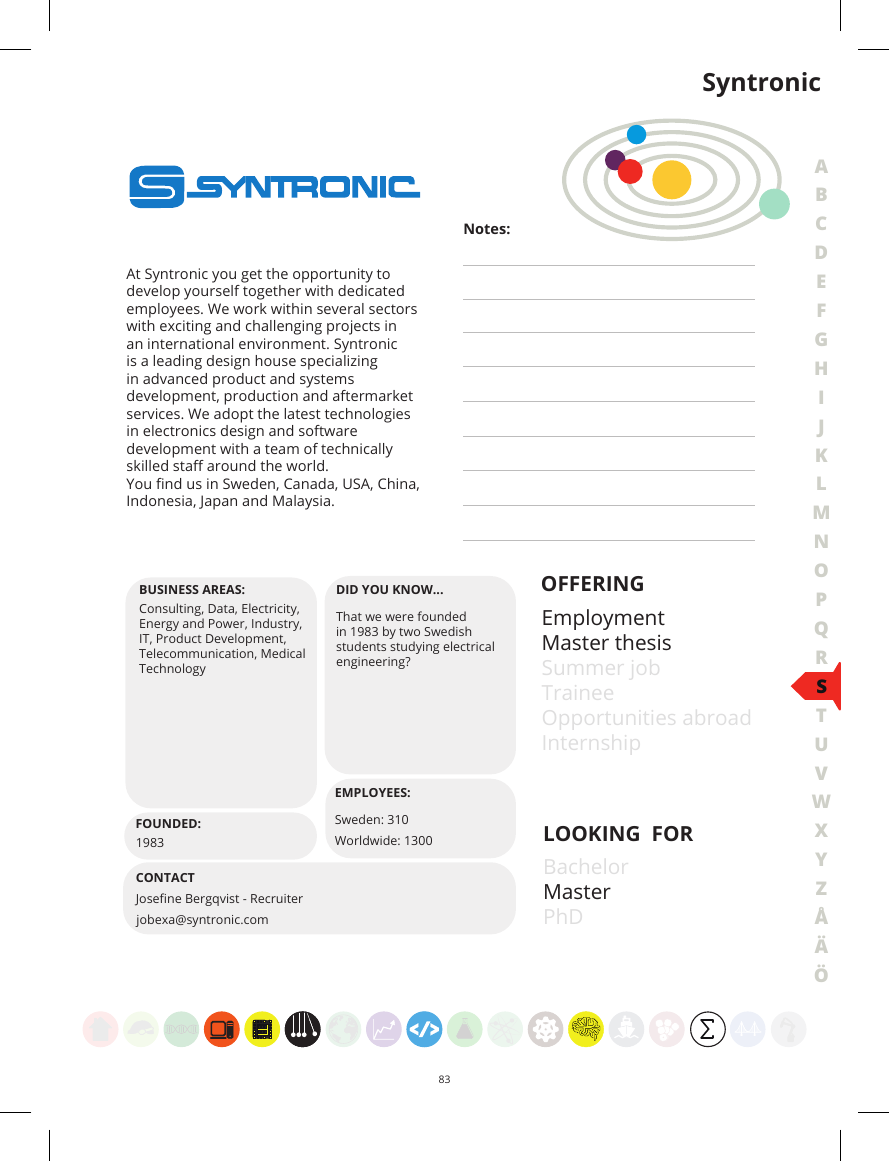 Syntronic
SYNTRONIC
Notes:
At Syntronic you get the opportunity to
develop yourself together with dedicated
employees. We work within several sectors
with exciting and challenging projects in
an international environment. Syntronic
is a leading design house specializing
in advanced product and systems
development, production and aftermarket
services. We adopt the latest technologies
in electronics design and software
development with a team of technically
skilled staff around the world.
You find us in Sweden, Canada, USA, China,
Indonesia, Japan and Malaysia.
BUSINESS AREAS:
Consulting, Data, Electricity,
Energy and Power, Industry,
IT, Product Development,
Telecommunication, Medical
Technology
DID YOU KNOW...
That we were founded
in 1983 by two Swedish
students studying electrical
engineering?
FOUNDED:
1983
EMPLOYEES:
Sweden: 310
Worldwide: 1300
CONTACT
Josefine Bergqvist - Recruiter
jobexa@syntronic.com
OFFERING
Employment
Master thesis
Summer job
Trainee
Opportunities abroad
Internship
LOOKING FOR
Bachelor
Master
PhD
A
B
C
D
E
F
G
H
I
J
K
L
M
N
O
P
Q
R
S
T
U
V
W
X
Y
Z
Å
Ä
Ö
</> Σ
83